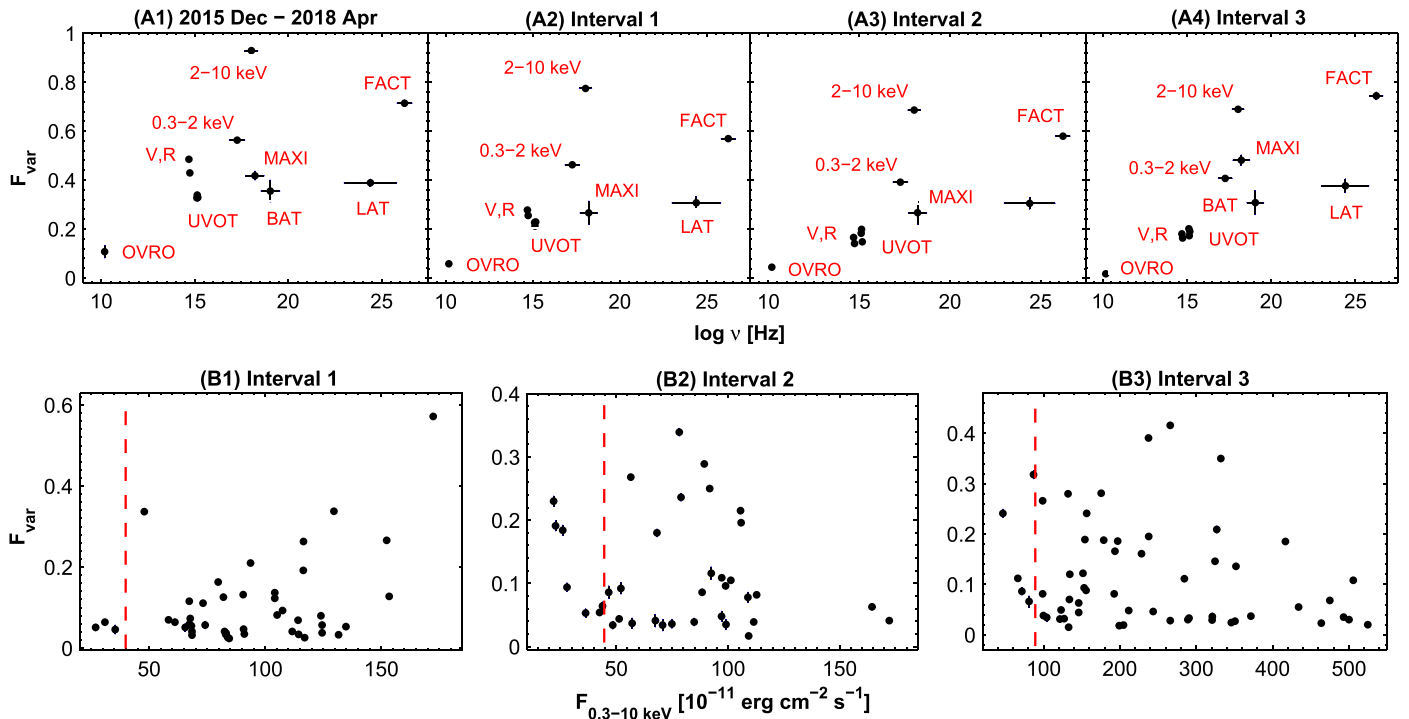 (A1) 2015 Dec − 2018 Apr
(A2) Interval 1
(A3) Interval 2
(A4) Interval 3
F var
1
0.8
0.6
0.4
0.2
0
2−10 keV
FACT
0.3−2 keV
V,R
MAXI
UVOT
BAT
LAT
OVRO
10 15 20 25
2−10 keV
FACT
0.3−2 keV
MAXI
V,R
UVOT
LAT
OVRO
10 15 20 25
2−10 keV
FACT
0.3−2 keV
MAXI
V,R
UVOT
OVRO
10 15 20 25
2−10 keV
FACT
MAXI
0.3−2 keV
BAT
LAT
V,R
UVOT
OVRO
10 15 20 25
log ν [Hz]
(B1) Interval 1
F var
0.6
0.4
0.2
0
50 100 150
(B2) Interval 2
0.4
0.3
0.2
0.1
0
50 100 150
(B3) Interval 3
0.4
0.3
0.2
0.1
0
100 200 300 400 500
F 0.3−10 keV [10⁻¹¹ erg cm⁻² s⁻¹]